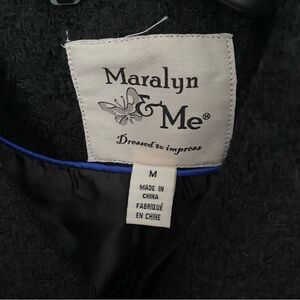 Maralyn
& Me®
Dressed to impress
M
MADE IN
CHINA
FABRIQUÉ
EN CHINE